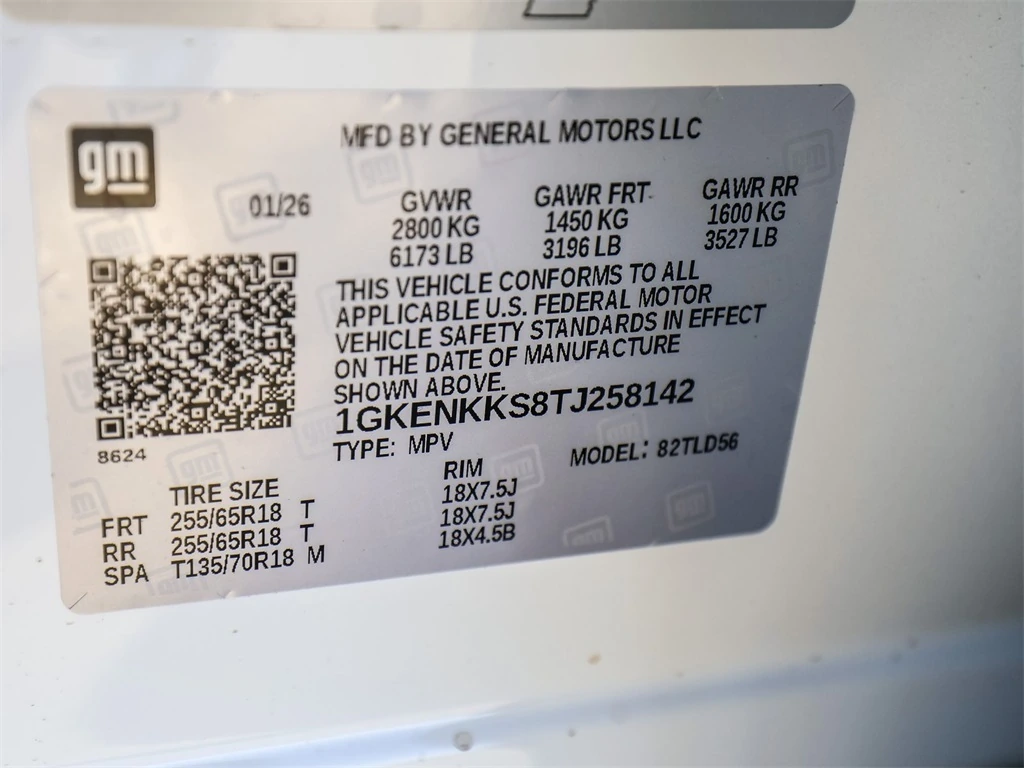 gm
MFD BY GENERAL MOTORS LLC
01/26
GVWR GAWR FRT GAWR RR
2800 KG 1450 KG 1600 KG
6173 LB 3196 LB 3527 LB
THIS VEHICLE CONFORMS TO ALL
APPLICABLE U.S. FEDERAL MOTOR
VEHICLE SAFETY STANDARDS IN EFFECT
ON THE DATE OF MANUFACTURE
SHOWN ABOVE.
1GKENKKS8TJ258142
TYPE: MPV MODEL: 82TLD56
8624
TIRE SIZE RIM
FRT 255/65R18 T 18X7.5J
RR 255/65R18 T 18X7.5J
SPA T135/70R18 M 18X4.5B